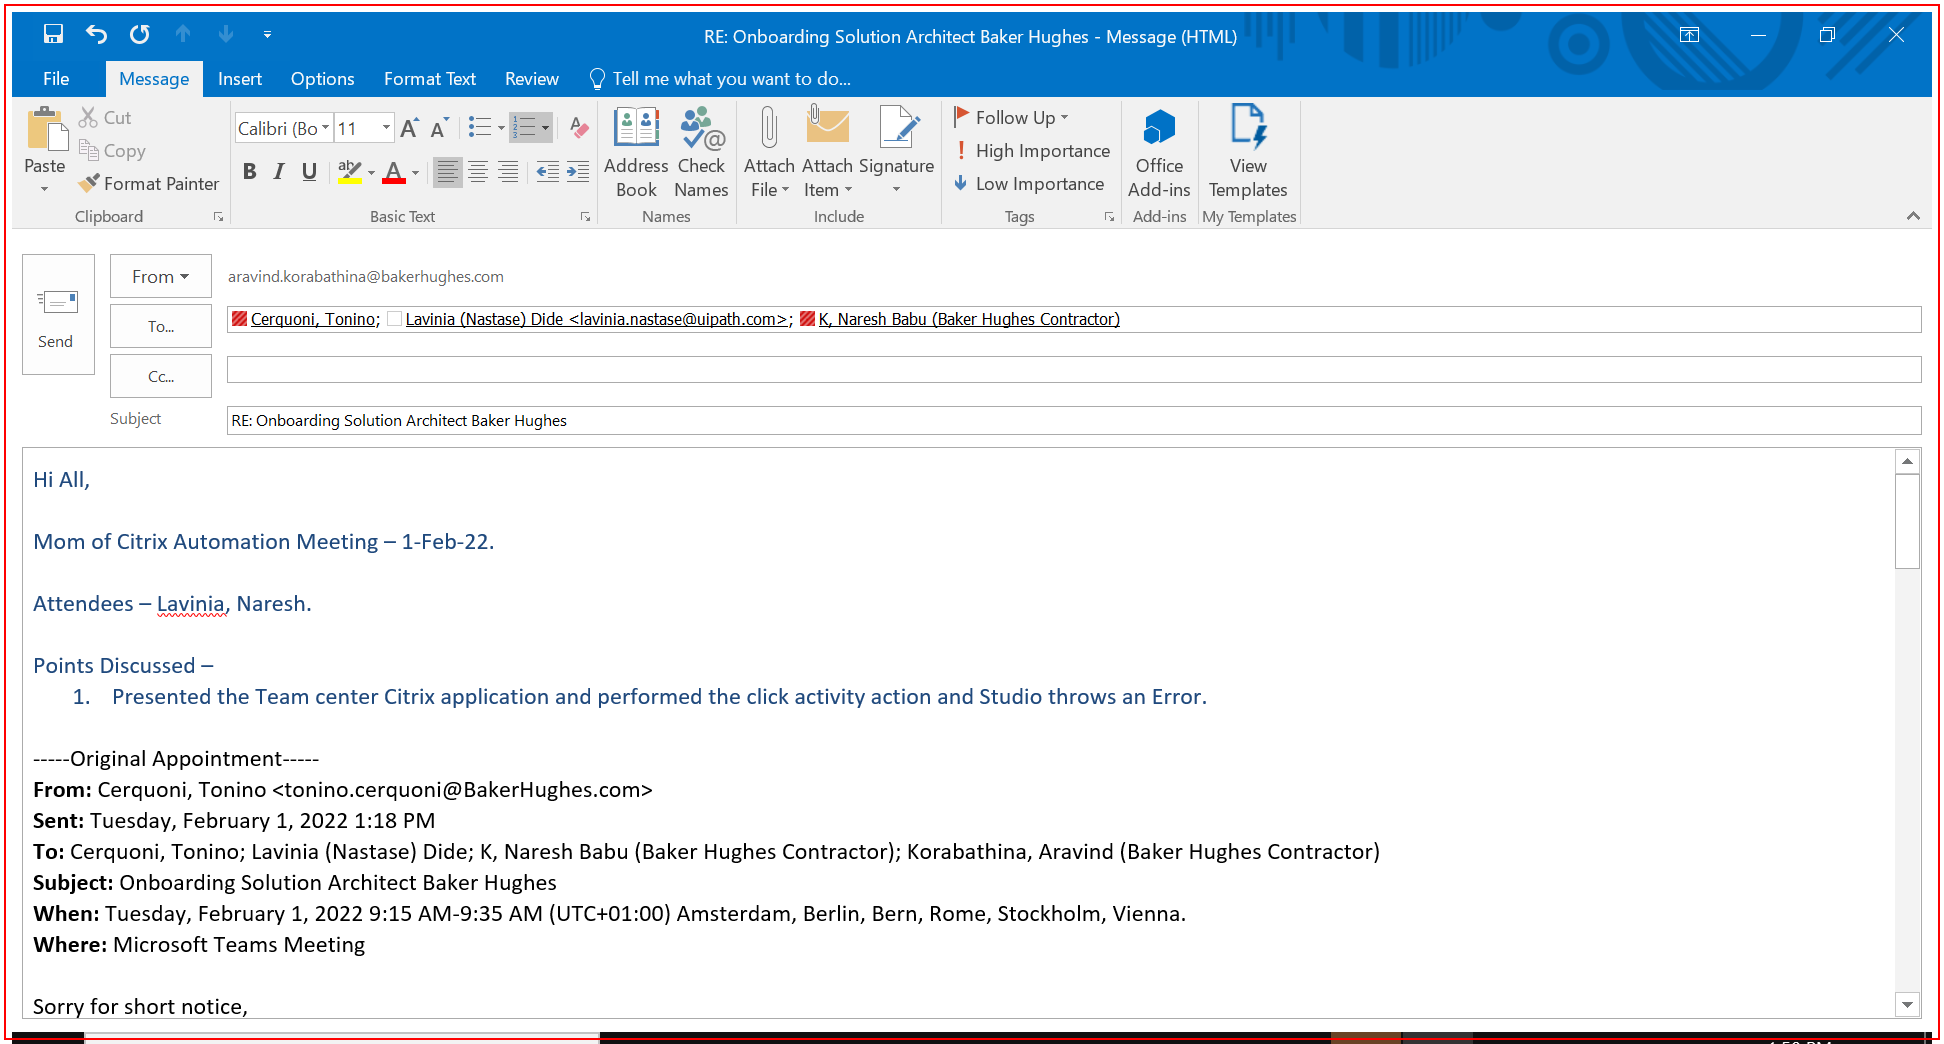 RE: Onboarding Solution Architect Baker Hughes - Message (HTML)
File Message Insert Options Format Text Review Tell me what you want to do...
Paste
Cut
Copy
Format Painter
Clipboard
Calibri (Bo 11
B I U ab A
Basic Text
Address Book
Check Names
Names
Attach File
Attach Item
Signature
Include
Follow Up
High Importance
Low Importance
Tags
Office Add-ins
Add-ins
View Templates
My Templates
Send
From
aravind.korabathina@bakerhughes.com
To...
Cerquoni, Tonino; Lavinia (Nastase) Dide <lavinia.nastase@uipath.com>; K, Naresh Babu (Baker Hughes Contractor)
Cc...
Subject
RE: Onboarding Solution Architect Baker Hughes
Hi All,
Mom of Citrix Automation Meeting – 1-Feb-22.
Attendees – Lavinia, Naresh.
Points Discussed –
1. Presented the Team center Citrix application and performed the click activity action and Studio throws an Error.
-----Original Appointment-----
From: Cerquoni, Tonino <tonino.cerquoni@BakerHughes.com>
Sent: Tuesday, February 1, 2022 1:18 PM
To: Cerquoni, Tonino; Lavinia (Nastase) Dide; K, Naresh Babu (Baker Hughes Contractor); Korabathina, Aravind (Baker Hughes Contractor)
Subject: Onboarding Solution Architect Baker Hughes
When: Tuesday, February 1, 2022 9:15 AM-9:35 AM (UTC+01:00) Amsterdam, Berlin, Bern, Rome, Stockholm, Vienna.
Where: Microsoft Teams Meeting
Sorry for short notice,